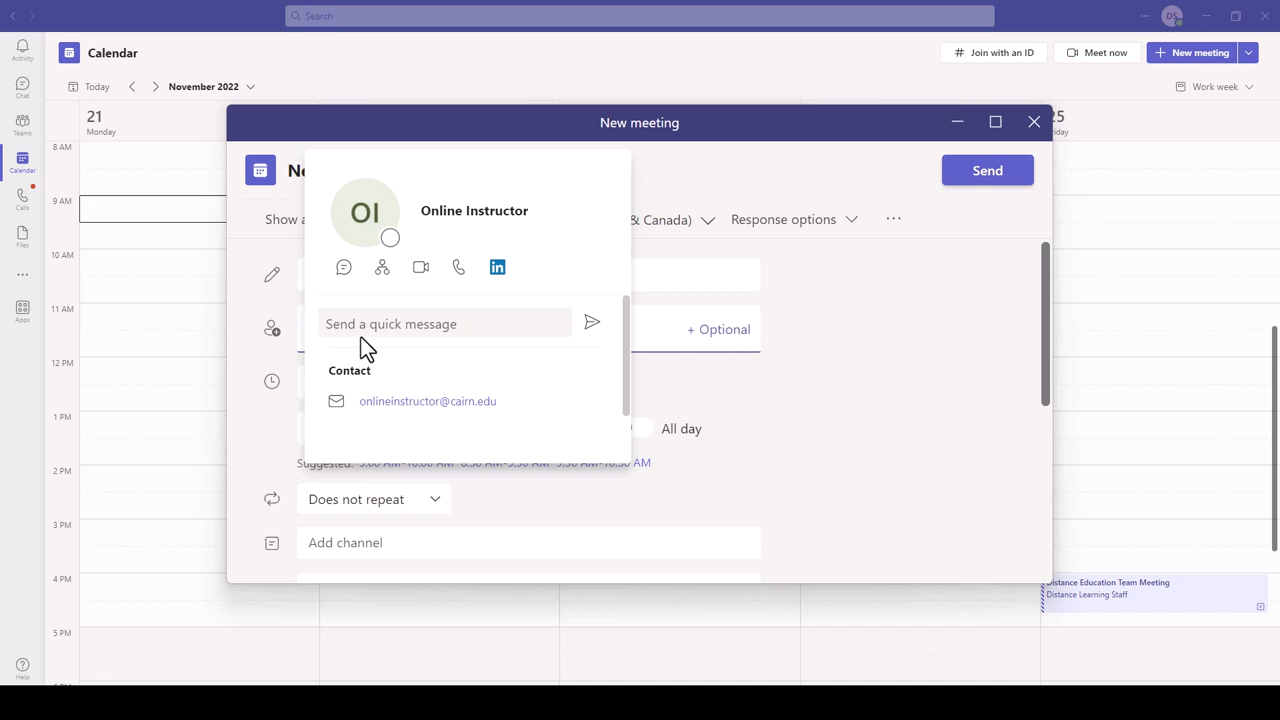 Search
DS
Activity
Chat
Teams
Calendar
Calls
Files
Apps
Help
Calendar
Join with an ID
Meet now
New meeting
Today
November 2022
Work week
21
Monday
8 AM
9 AM
10 AM
11 AM
12 PM
1 PM
2 PM
3 PM
4 PM
5 PM
New meeting
Send
& Canada)
Response options
OI
Online Instructor
in
Send a quick message
+ Optional
Contact
onlineinstructor@cairn.edu
All day
Suggested:
Does not repeat
Add channel
Distance Education Team Meeting
Distance Learning Staff